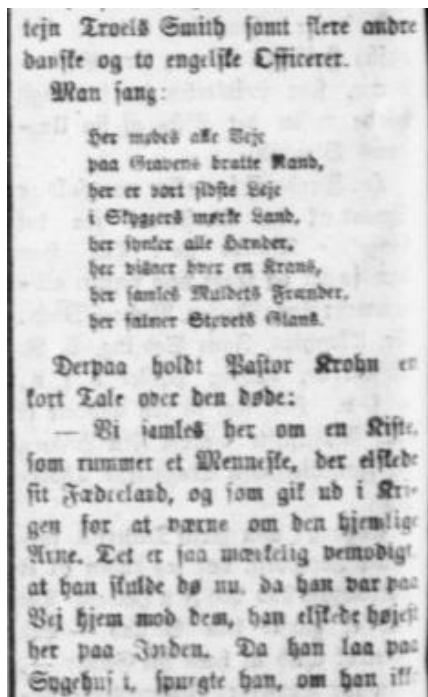 tejn Troels Smith samt flere andre
danske og to engelske Officerer.
Man sang:
Her mødes alle Veje
paa Gravens bratte Rand,
her er vort sidste Leje
i Skyggers mørke Land,
her synker alle Hænder,
her visner hver en Krans,
her samles Muldets Frænder,
her falmer Støvets Glans.
Derpaa holdt Pastor Krohn en
kort Tale over den døde:
— Vi samles her om en Kiste,
som rummer et Menneske, der elskede
sit Fædreland, og som gik ud i Kri-
gen for at værne om den hjemlige
Arne. Det er saa mærkelig vemodigt,
at han skulde dø nu, da han var paa
Vej hjem mod dem, han elskede højest
her paa Jorden. Da han laa paa
Sygehuset, spurgte han, om han ikke